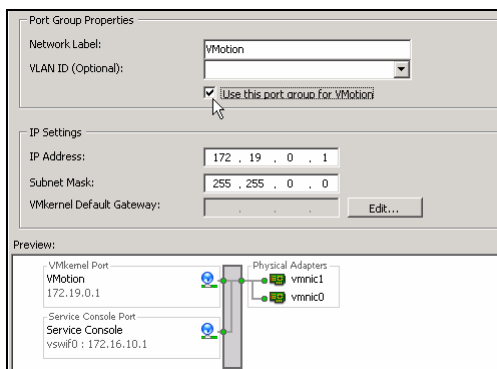 Port Group Properties
Network Label: VMotion
VLAN ID (Optional):
Use this port group for VMotion
IP Settings
IP Address: 172 . 19 . 0 . 1
Subnet Mask: 255 . 255 . 0 . 0
VMkernel Default Gateway: . . . Edit...
Preview:
VMkernel Port
VMotion
172.19.0.1
Service Console Port
Service Console
vswif0 : 172.16.10.1
Physical Adapters
vmnic1
vmnic0